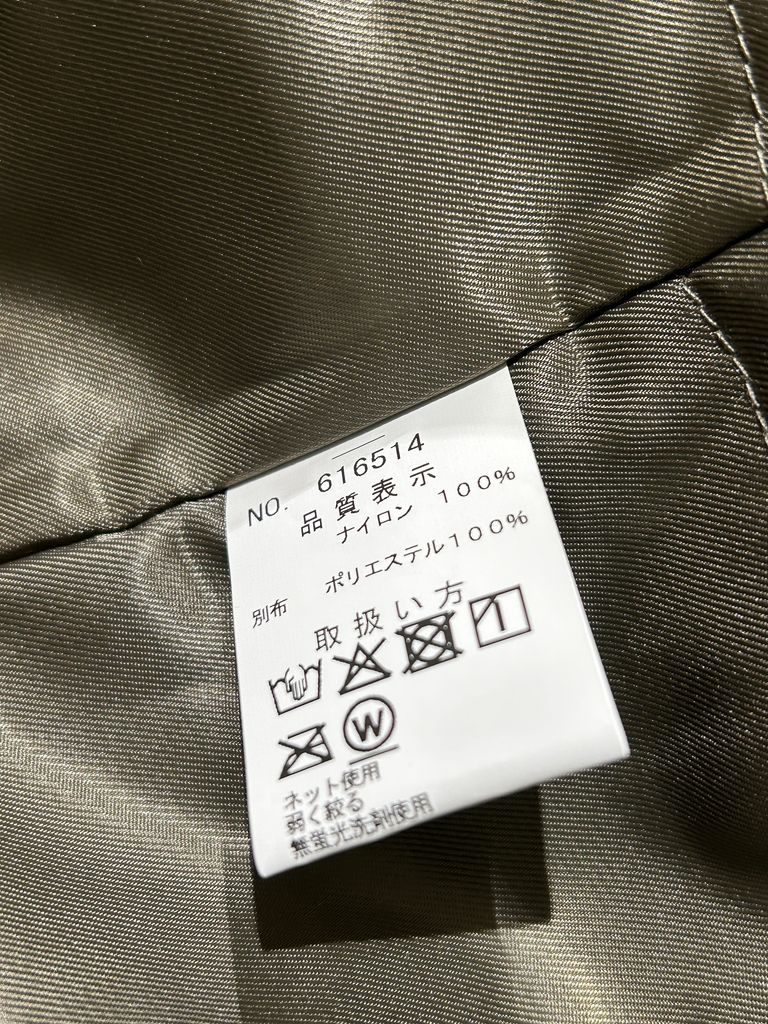 NO. 616514
品質表示
ナイロン 100%
別布 ポリエステル100%
取扱い方
W
ネット使用
弱く絞る
無蛍光洗剤使用